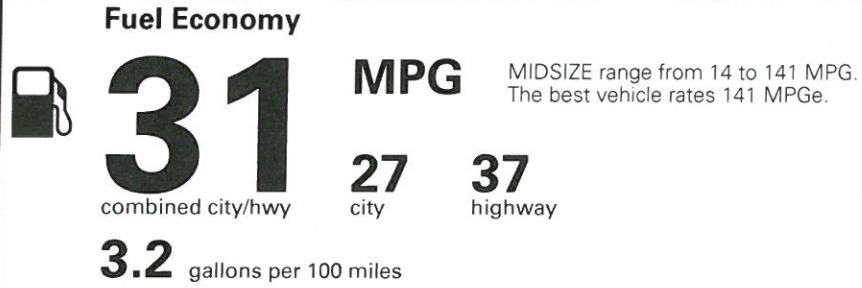 Fuel Economy
31 MPG
MIDSIZE range from 14 to 141 MPG.
The best vehicle rates 141 MPGe.
combined city/hwy
27 city
37 highway
3.2 gallons per 100 miles